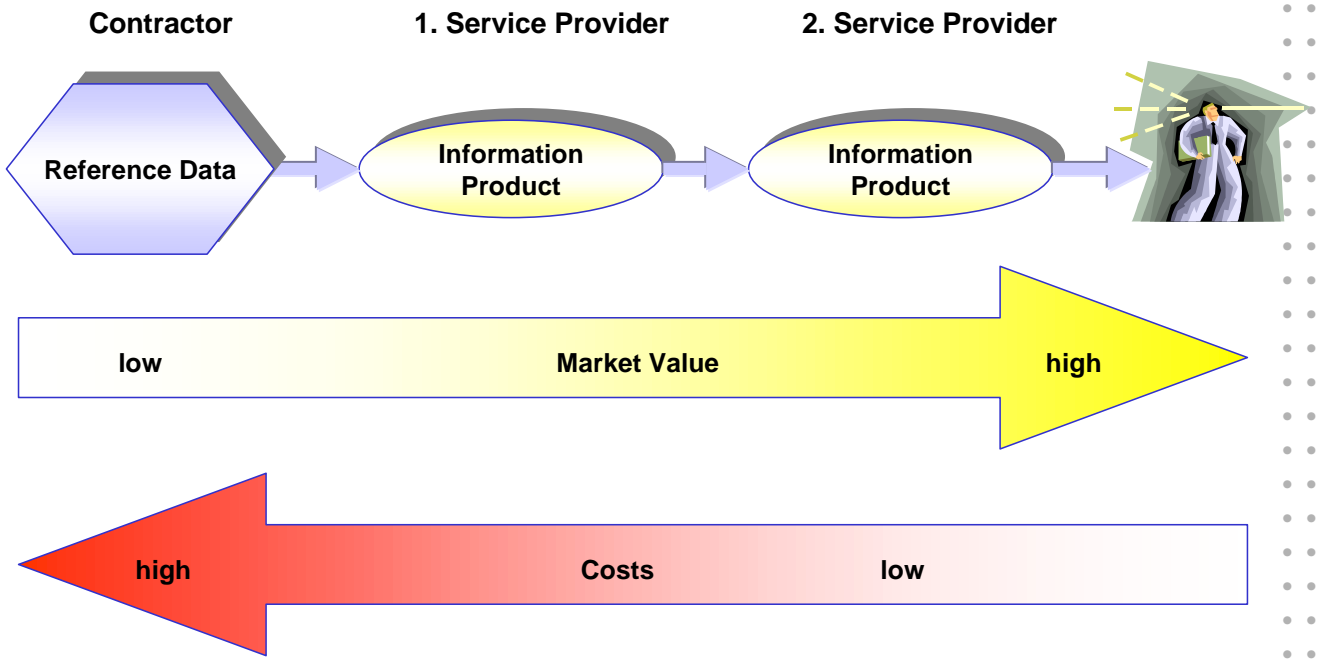 Contractor 1. Service Provider 2. Service Provider
Reference Data
Information
Product
Information
Product
low Market Value high
high Costs low